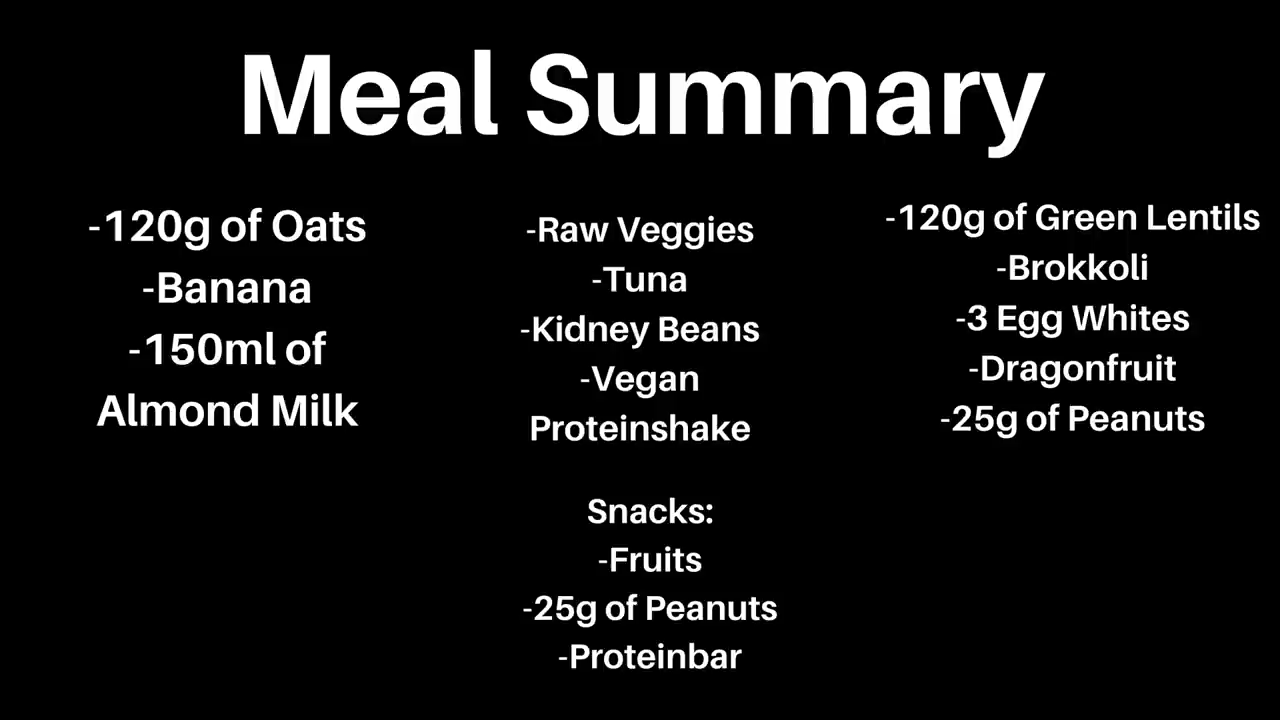 Meal Summary
-120g of Oats
-Banana
-150ml of
Almond Milk
-Raw Veggies
-Tuna
-Kidney Beans
-Vegan
Proteinshake
-120g of Green Lentils
-Brokkoli
-3 Egg Whites
-Dragonfruit
-25g of Peanuts
Snacks:
-Fruits
-25g of Peanuts
-Proteinbar